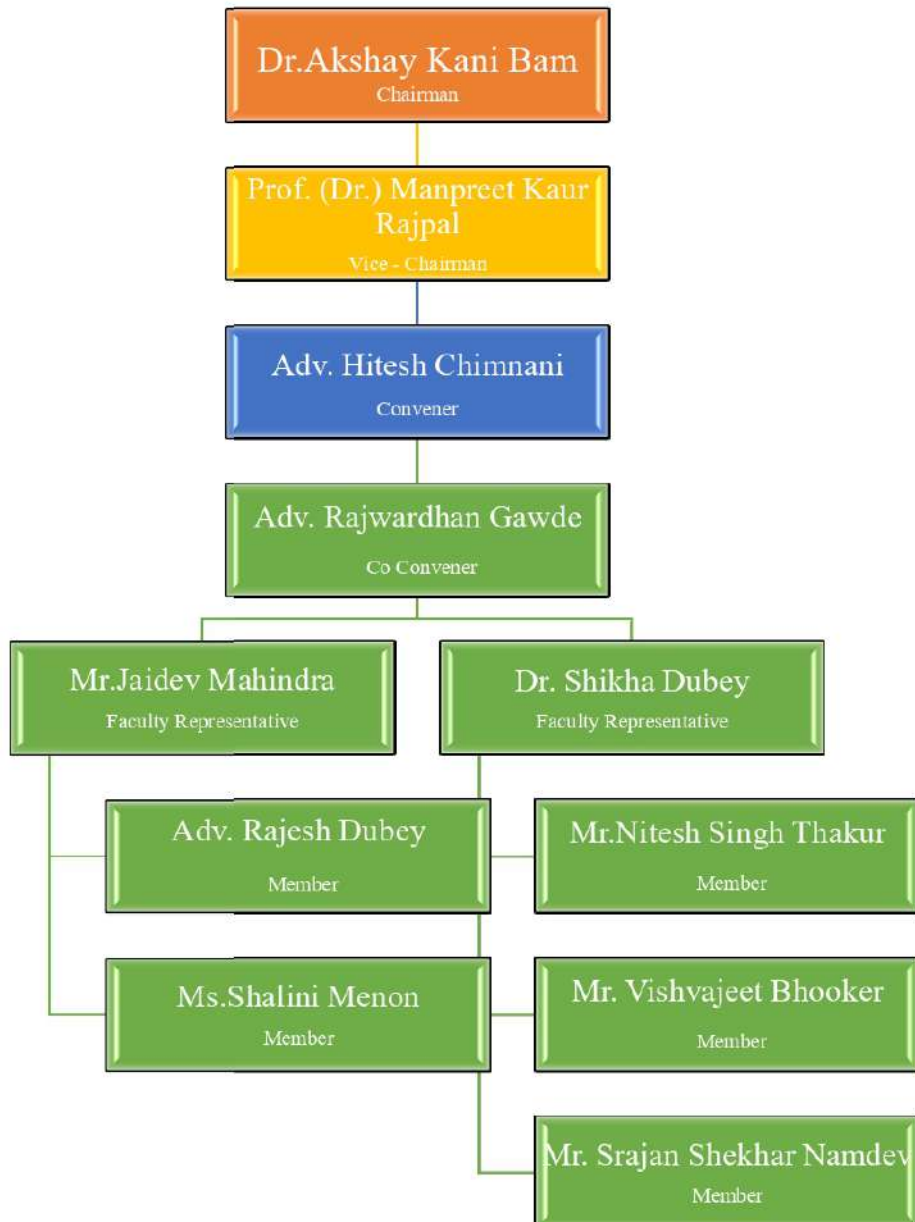 Dr.Akshay Kani Bam
Chairman
Prof. (Dr.) Manpreet Kaur
Rajpal
Vice - Chairman
Adv. Hitesh Chimnani
Convener
Adv. Rajwardhan Gawde
Co Convener
Mr.Jaidev Mahindra
Faculty Representative
Dr. Shikha Dubey
Faculty Representative
Adv. Rajesh Dubey
Member
Mr.Nitesh Singh Thakur
Member
Ms.Shalini Menon
Member
Mr. Vishvajeet Bhooker
Member
Mr. Srajan Shekhar Namdev
Member